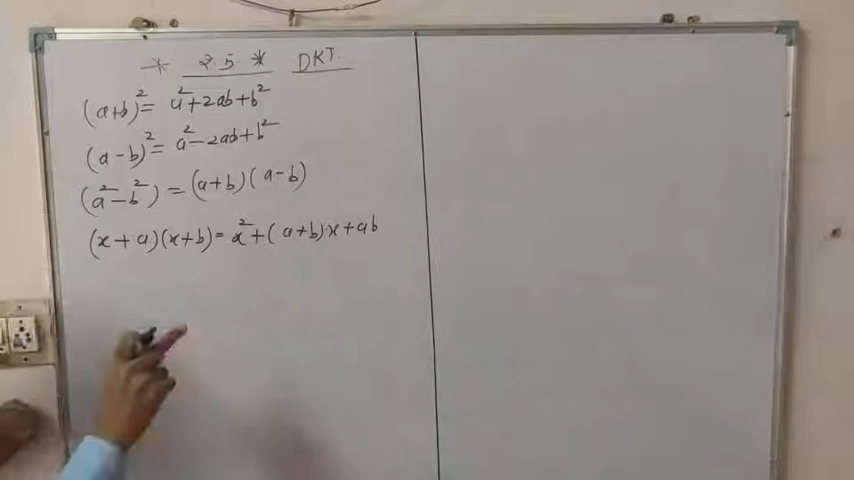 * 2.5 * DKT.
(a+b)² = a²+2ab+b²
(a-b)² = a²-2ab+b²
(a²-b²) = (a+b)(a-b)
(x+a)(x+b) = x²+(a+b)·x+ab